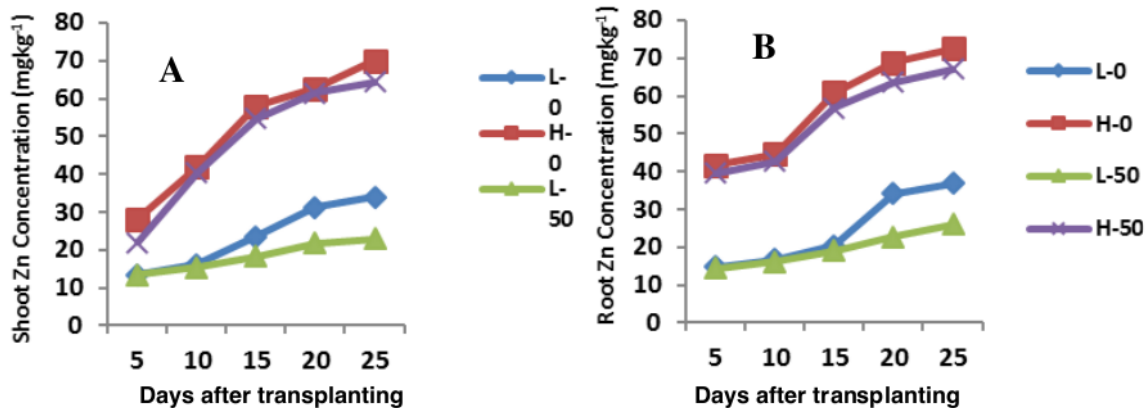 Shoot Zn Concentration (mgkg⁻¹)
80
70
60
50
40
30
20
10
0
A
5 10 15 20 25
Days after transplanting
L-
0
H-
0
L-
50
Root Zn Concentration (mgkg⁻¹)
80
70
60
50
40
30
20
10
0
B
5 10 15 20 25
Days after transplanting
L-0
H-0
L-50
H-50